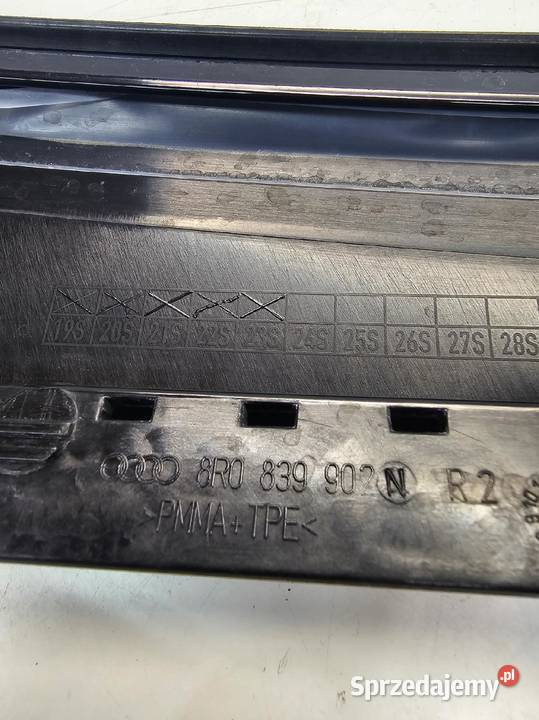 19S 20S 21S 22S 23S 24S 25S 26S 27S 28S
8R0 839 902 N R2
>PMMA+TPE<
Sprzedajemy.pl